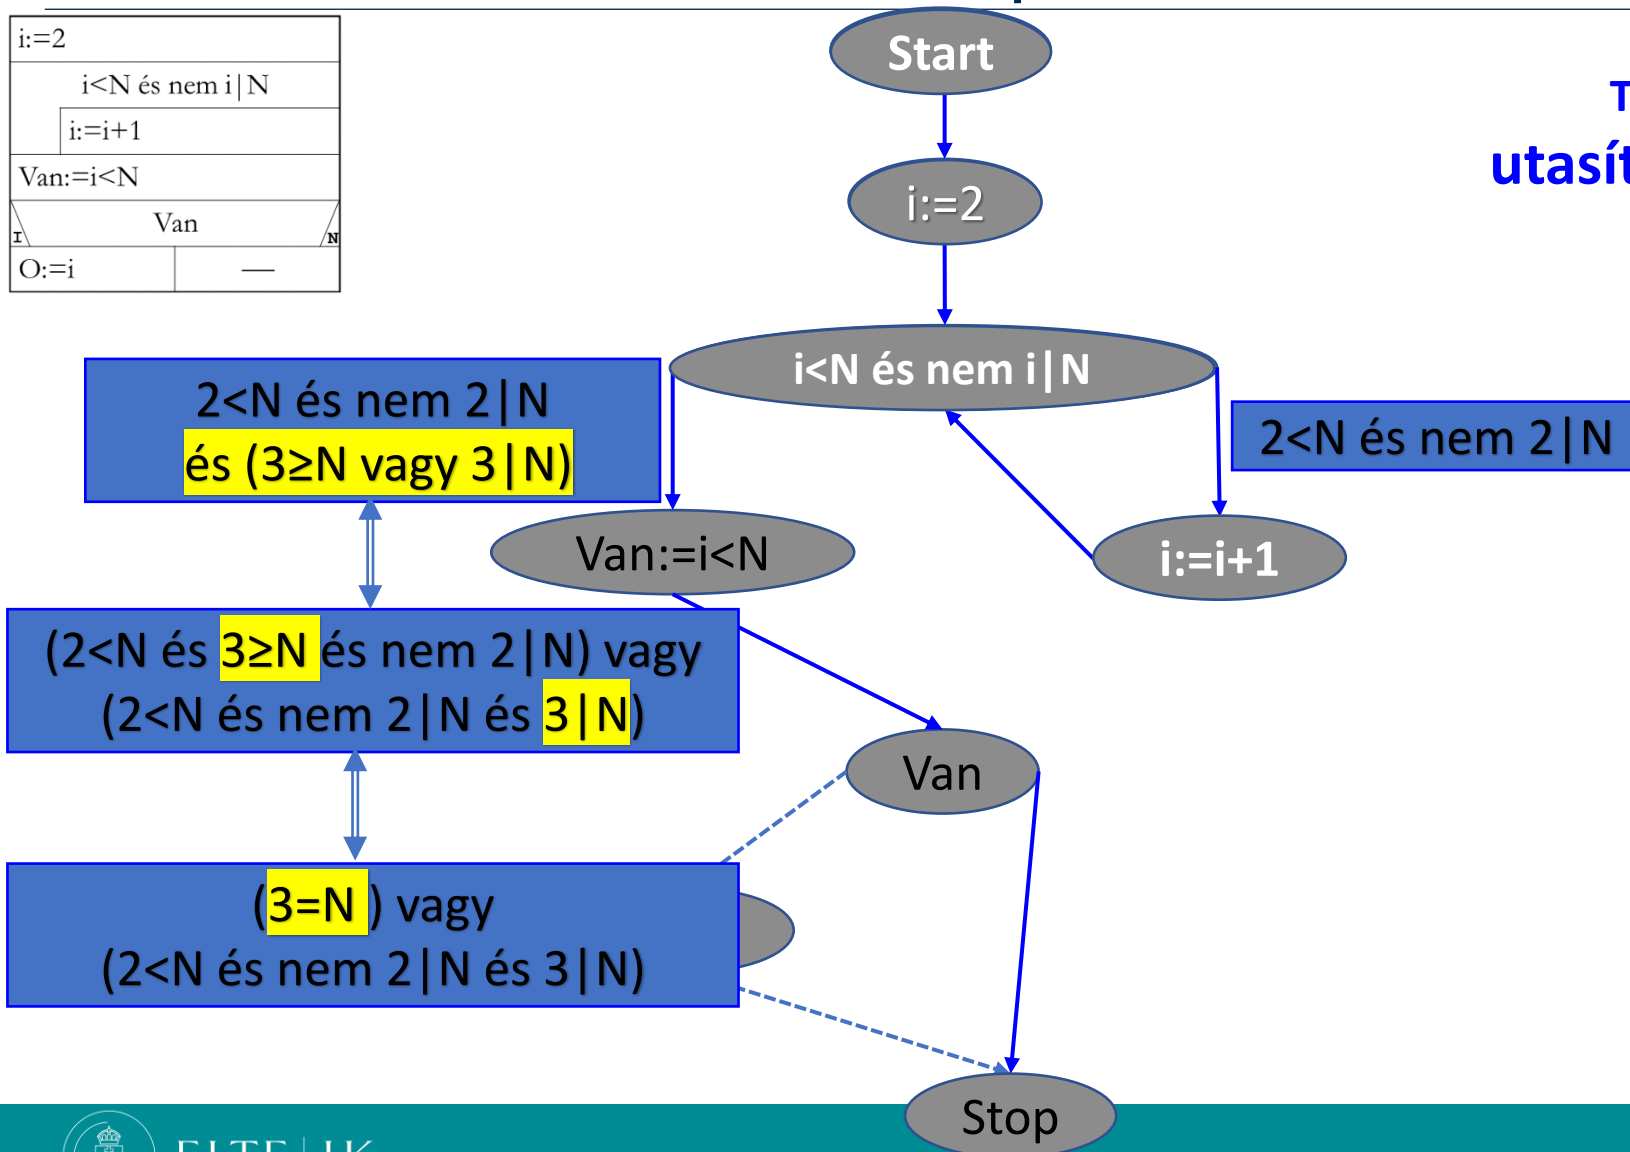 i:=2
i<N és nem i|N
i:=i+1
Van:=i<N
Van
I
N
O:=i
—
Start
i:=2
i<N és nem i|N
2<N és nem 2|N
és (3≥N vagy 3|N)
2<N és nem 2|N
Van:=i<N
i:=i+1
(2<N és 3≥N és nem 2|N) vagy
(2<N és nem 2|N és 3|N)
Van
(3=N ) vagy
(2<N és nem 2|N és 3|N)
Stop